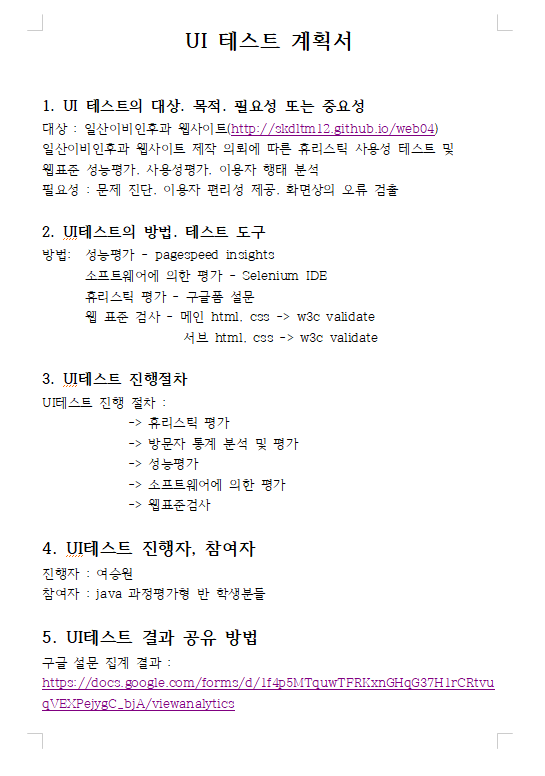 UI 테스트 계획서
1. UI 테스트의 대상, 목적, 필요성 또는 중요성
대상 : 일산이비인후과 웹사이트(http://skdltm12.github.io/web04)
일산이비인후과 웹사이트 제작 의뢰에 따른 휴리스틱 사용성 테스트 및
웹표준 성능평가, 사용성평가, 이용자 행태 분석
필요성 : 문제 진단, 이용자 편리성 제공, 화면상의 오류 검출
2. UI테스트의 방법, 테스트 도구
방법: 성능평가 - pagespeed insights
소프트웨어에 의한 평가 - Selenium IDE
휴리스틱 평가 - 구글폼 설문
웹 표준 검사 - 메인 html, css -> w3c validate
서브 html, css -> w3c validate
3. UI테스트 진행절차
UI테스트 진행 절차 :
-> 휴리스틱 평가
-> 방문자 통계 분석 및 평가
-> 성능평가
-> 소프트웨어에 의한 평가
-> 웹표준검사
4. UI테스트 진행자, 참여자
진행자 : 여승원
참여자 : java 과정평가형 반 학생분들
5. UI테스트 결과 공유 방법
구글 설문 집계 결과 :
https://docs.google.com/forms/d/1f4p5MTquwTFRKxnGHqG37H1rCRtvu
qVEXPejygC_bjA/viewanalytics